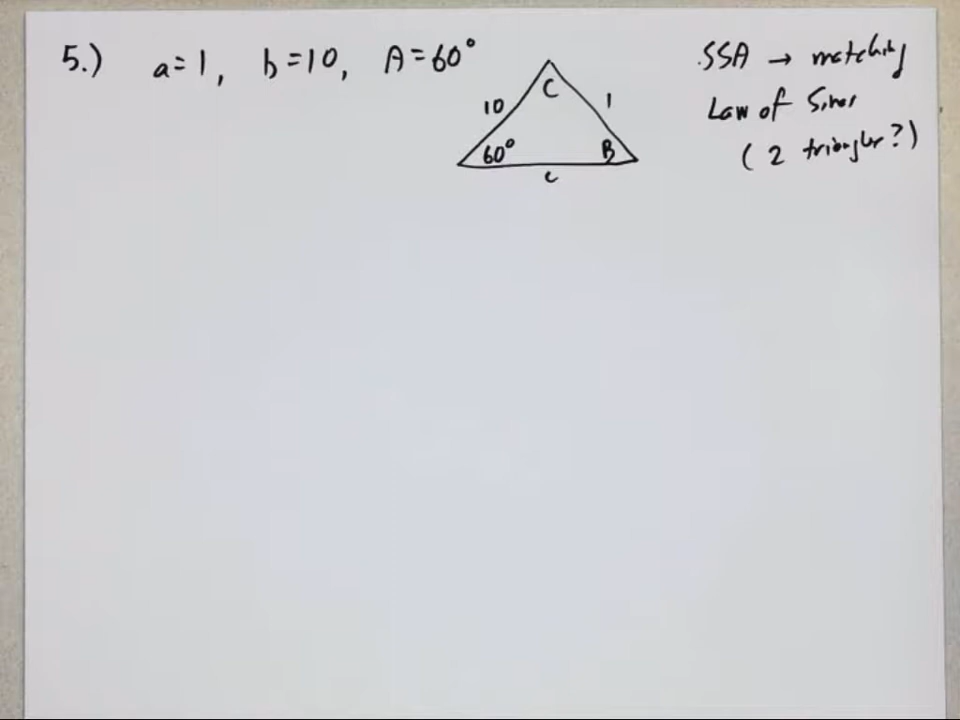 5.) a=1, b=10, A=60°
C
10 1
60° B
c
SSA → matching
Law of Sines
(2 triangles?)